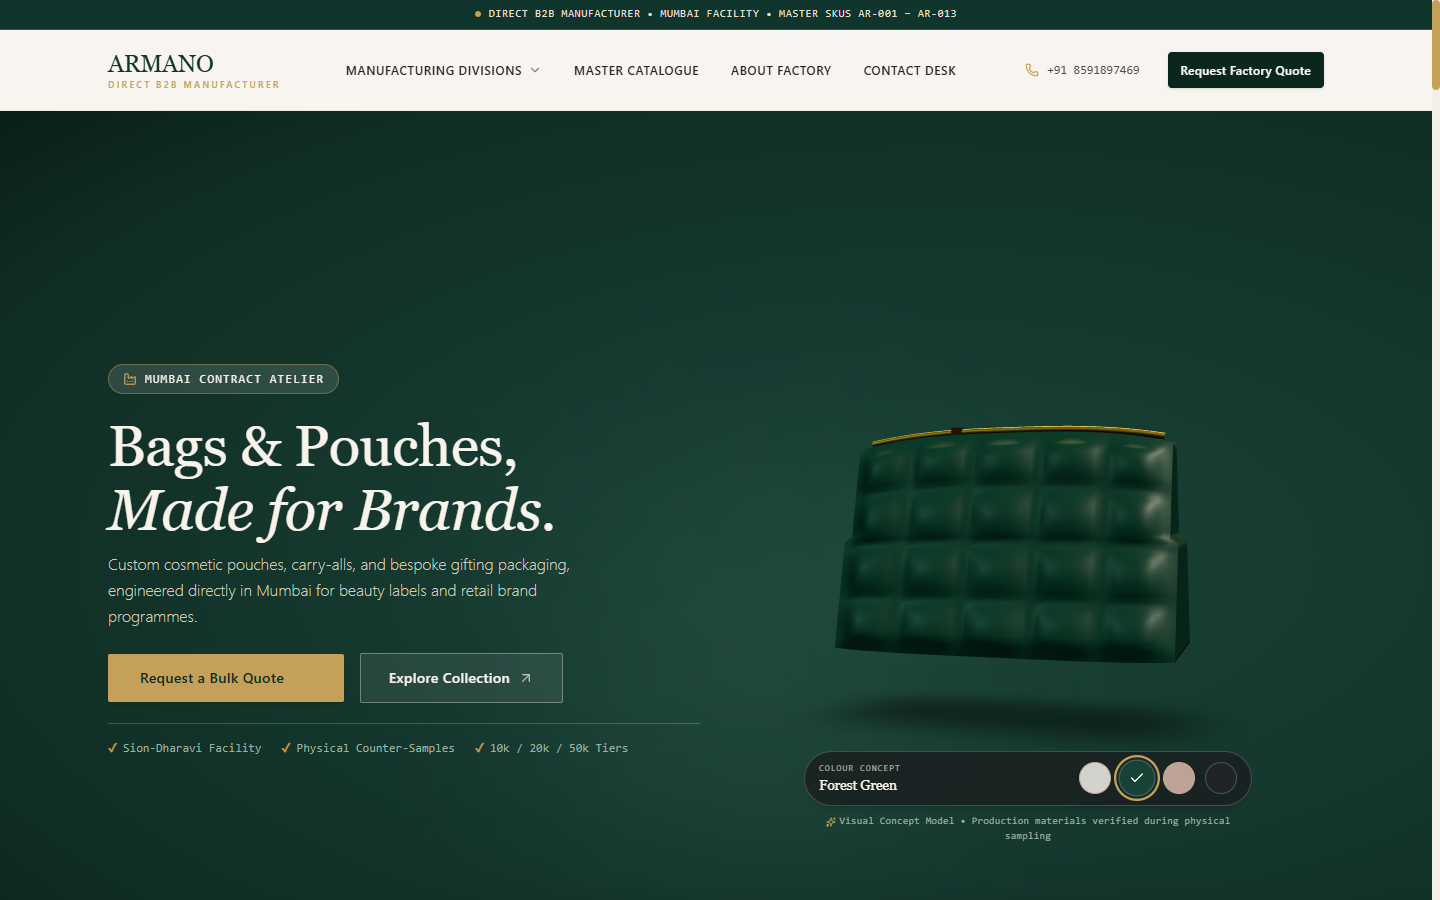 DIRECT B2B MANUFACTURER • MUMBAI FACILITY • MASTER SKUS AR-001 – AR-013
ARMANO
DIRECT B2B MANUFACTURER
MANUFACTURING DIVISIONS
MASTER CATALOGUE
ABOUT FACTORY
CONTACT DESK
+91 8591897469
Request Factory Quote
MUMBAI CONTRACT ATELIER
Bags & Pouches,
Made for Brands.
Custom cosmetic pouches, carry-alls, and bespoke gifting packaging,
engineered directly in Mumbai for beauty labels and retail brand
programmes.
Request a Bulk Quote
Explore Collection
Sion-Dharavi Facility
Physical Counter-Samples
10k / 20k / 50k Tiers
COLOUR CONCEPT
Forest Green
Visual Concept Model • Production materials verified during physical
sampling